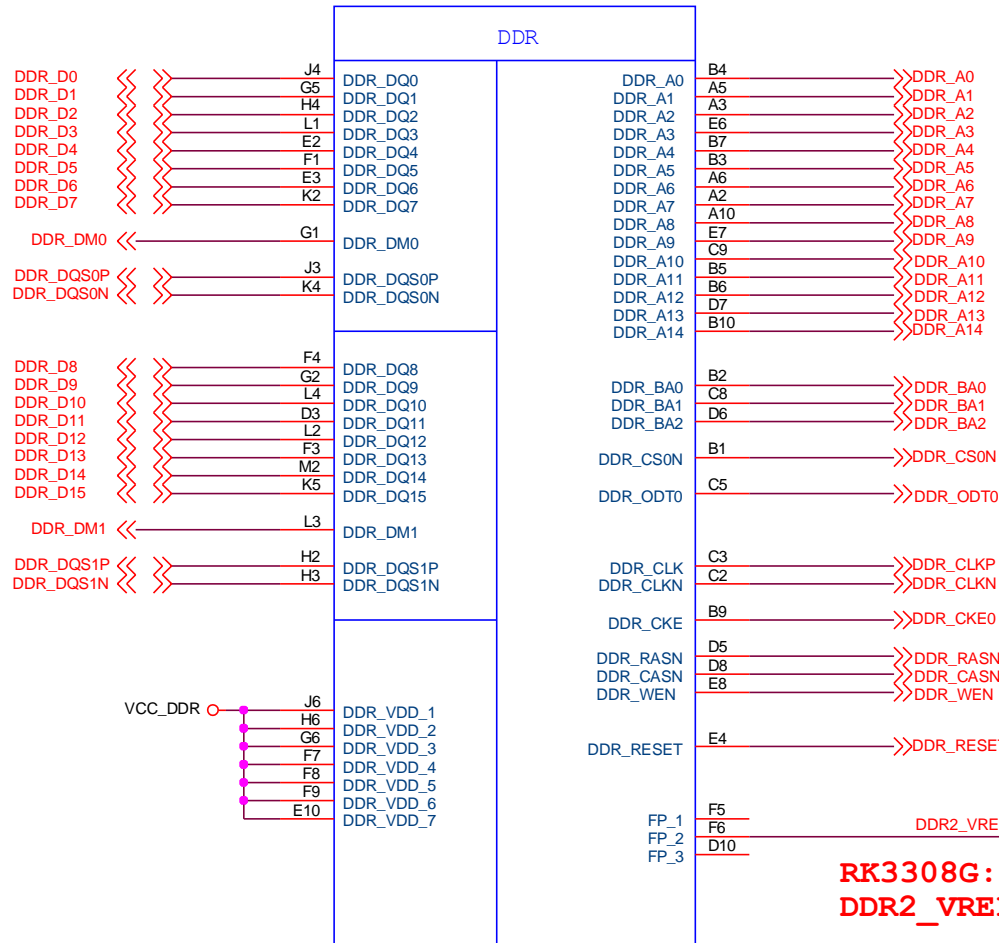 DDR
DDR_D0 J4 DDR_DQ0
DDR_D1 G5 DDR_DQ1
DDR_D2 H4 DDR_DQ2
DDR_D3 L1 DDR_DQ3
DDR_D4 E2 DDR_DQ4
DDR_D5 F1 DDR_DQ5
DDR_D6 E3 DDR_DQ6
DDR_D7 K2 DDR_DQ7
DDR_DM0 G1 DDR_DM0
DDR_DQS0P J3 DDR_DQS0P
DDR_DQS0N K4 DDR_DQS0N
DDR_D8 F4 DDR_DQ8
DDR_D9 G2 DDR_DQ9
DDR_D10 L4 DDR_DQ10
DDR_D11 D3 DDR_DQ11
DDR_D12 L2 DDR_DQ12
DDR_D13 F3 DDR_DQ13
DDR_D14 M2 DDR_DQ14
DDR_D15 K5 DDR_DQ15
DDR_DM1 L3 DDR_DM1
DDR_DQS1P H2 DDR_DQS1P
DDR_DQS1N H3 DDR_DQS1N
VCC_DDR J6 DDR_VDD_1
H6 DDR_VDD_2
G6 DDR_VDD_3
F7 DDR_VDD_4
F8 DDR_VDD_5
F9 DDR_VDD_6
E10 DDR_VDD_7
DDR_A0 B4 DDR_A0
DDR_A1 A5 DDR_A1
DDR_A2 A3 DDR_A2
DDR_A3 E6 DDR_A3
DDR_A4 B7 DDR_A4
DDR_A5 B3 DDR_A5
DDR_A6 A6 DDR_A6
DDR_A7 A2 DDR_A7
DDR_A8 A10 DDR_A8
DDR_A9 E7 DDR_A9
DDR_A10 C9 DDR_A10
DDR_A11 B5 DDR_A11
DDR_A12 B6 DDR_A12
DDR_A13 D7 DDR_A13
DDR_A14 B10 DDR_A14
DDR_BA0 B2 DDR_BA0
DDR_BA1 C8 DDR_BA1
DDR_BA2 D6 DDR_BA2
DDR_CS0N B1 DDR_CS0N
DDR_ODT0 C5 DDR_ODT0
DDR_CLK C3 DDR_CLKP
DDR_CLKN C2 DDR_CLKN
DDR_CKE B9 DDR_CKE0
DDR_RASN D5 DDR_RASN
DDR_CASN D8 DDR_CASN
DDR_WEN E8 DDR_WEN
DDR_RESET E4 DDR_RESE
FP_1 F5
FP_2 F6 DDR2_VRE
FP_3 D10
RK3308G:
DDR2_VRE